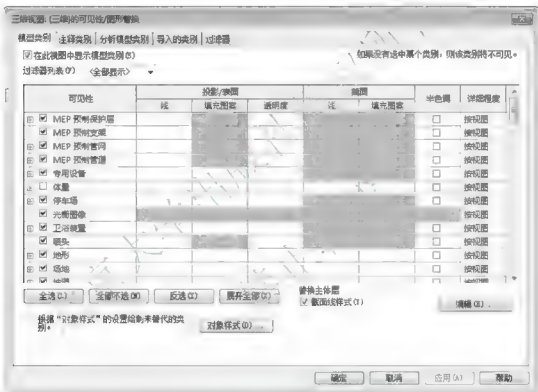 三维视图: {三维}的可见性/图形替换
模型类别 注释类别 分析模型类别 导入的类别 过滤器
在此视图中显示模型类别(S)
如果没有选中某个类别，则该类别将不可见。
过滤器列表(F) <全部显示>
可见性 投影/表面 截面 半色调 详细程度
线 填充图案 透明度 线 填充图案
MEP 预制保护层 按视图
MEP 预制支架 按视图
MEP 预制管网 按视图
MEP 预制管道 按视图
专用设备 按视图
体量 按视图
停车场 按视图
光栅图像 按视图
卫浴装置 按视图
喷头 按视图
地形 按视图
场地 按视图
全选(L) 全部不选(N) 反选(I) 展开全部(X)
替换主体层
截面线样式(Y)
编辑(E)...
根据“对象样式”的设置绘制未替代的类别。
对象样式(O)...
确定 取消 应用(A) 帮助